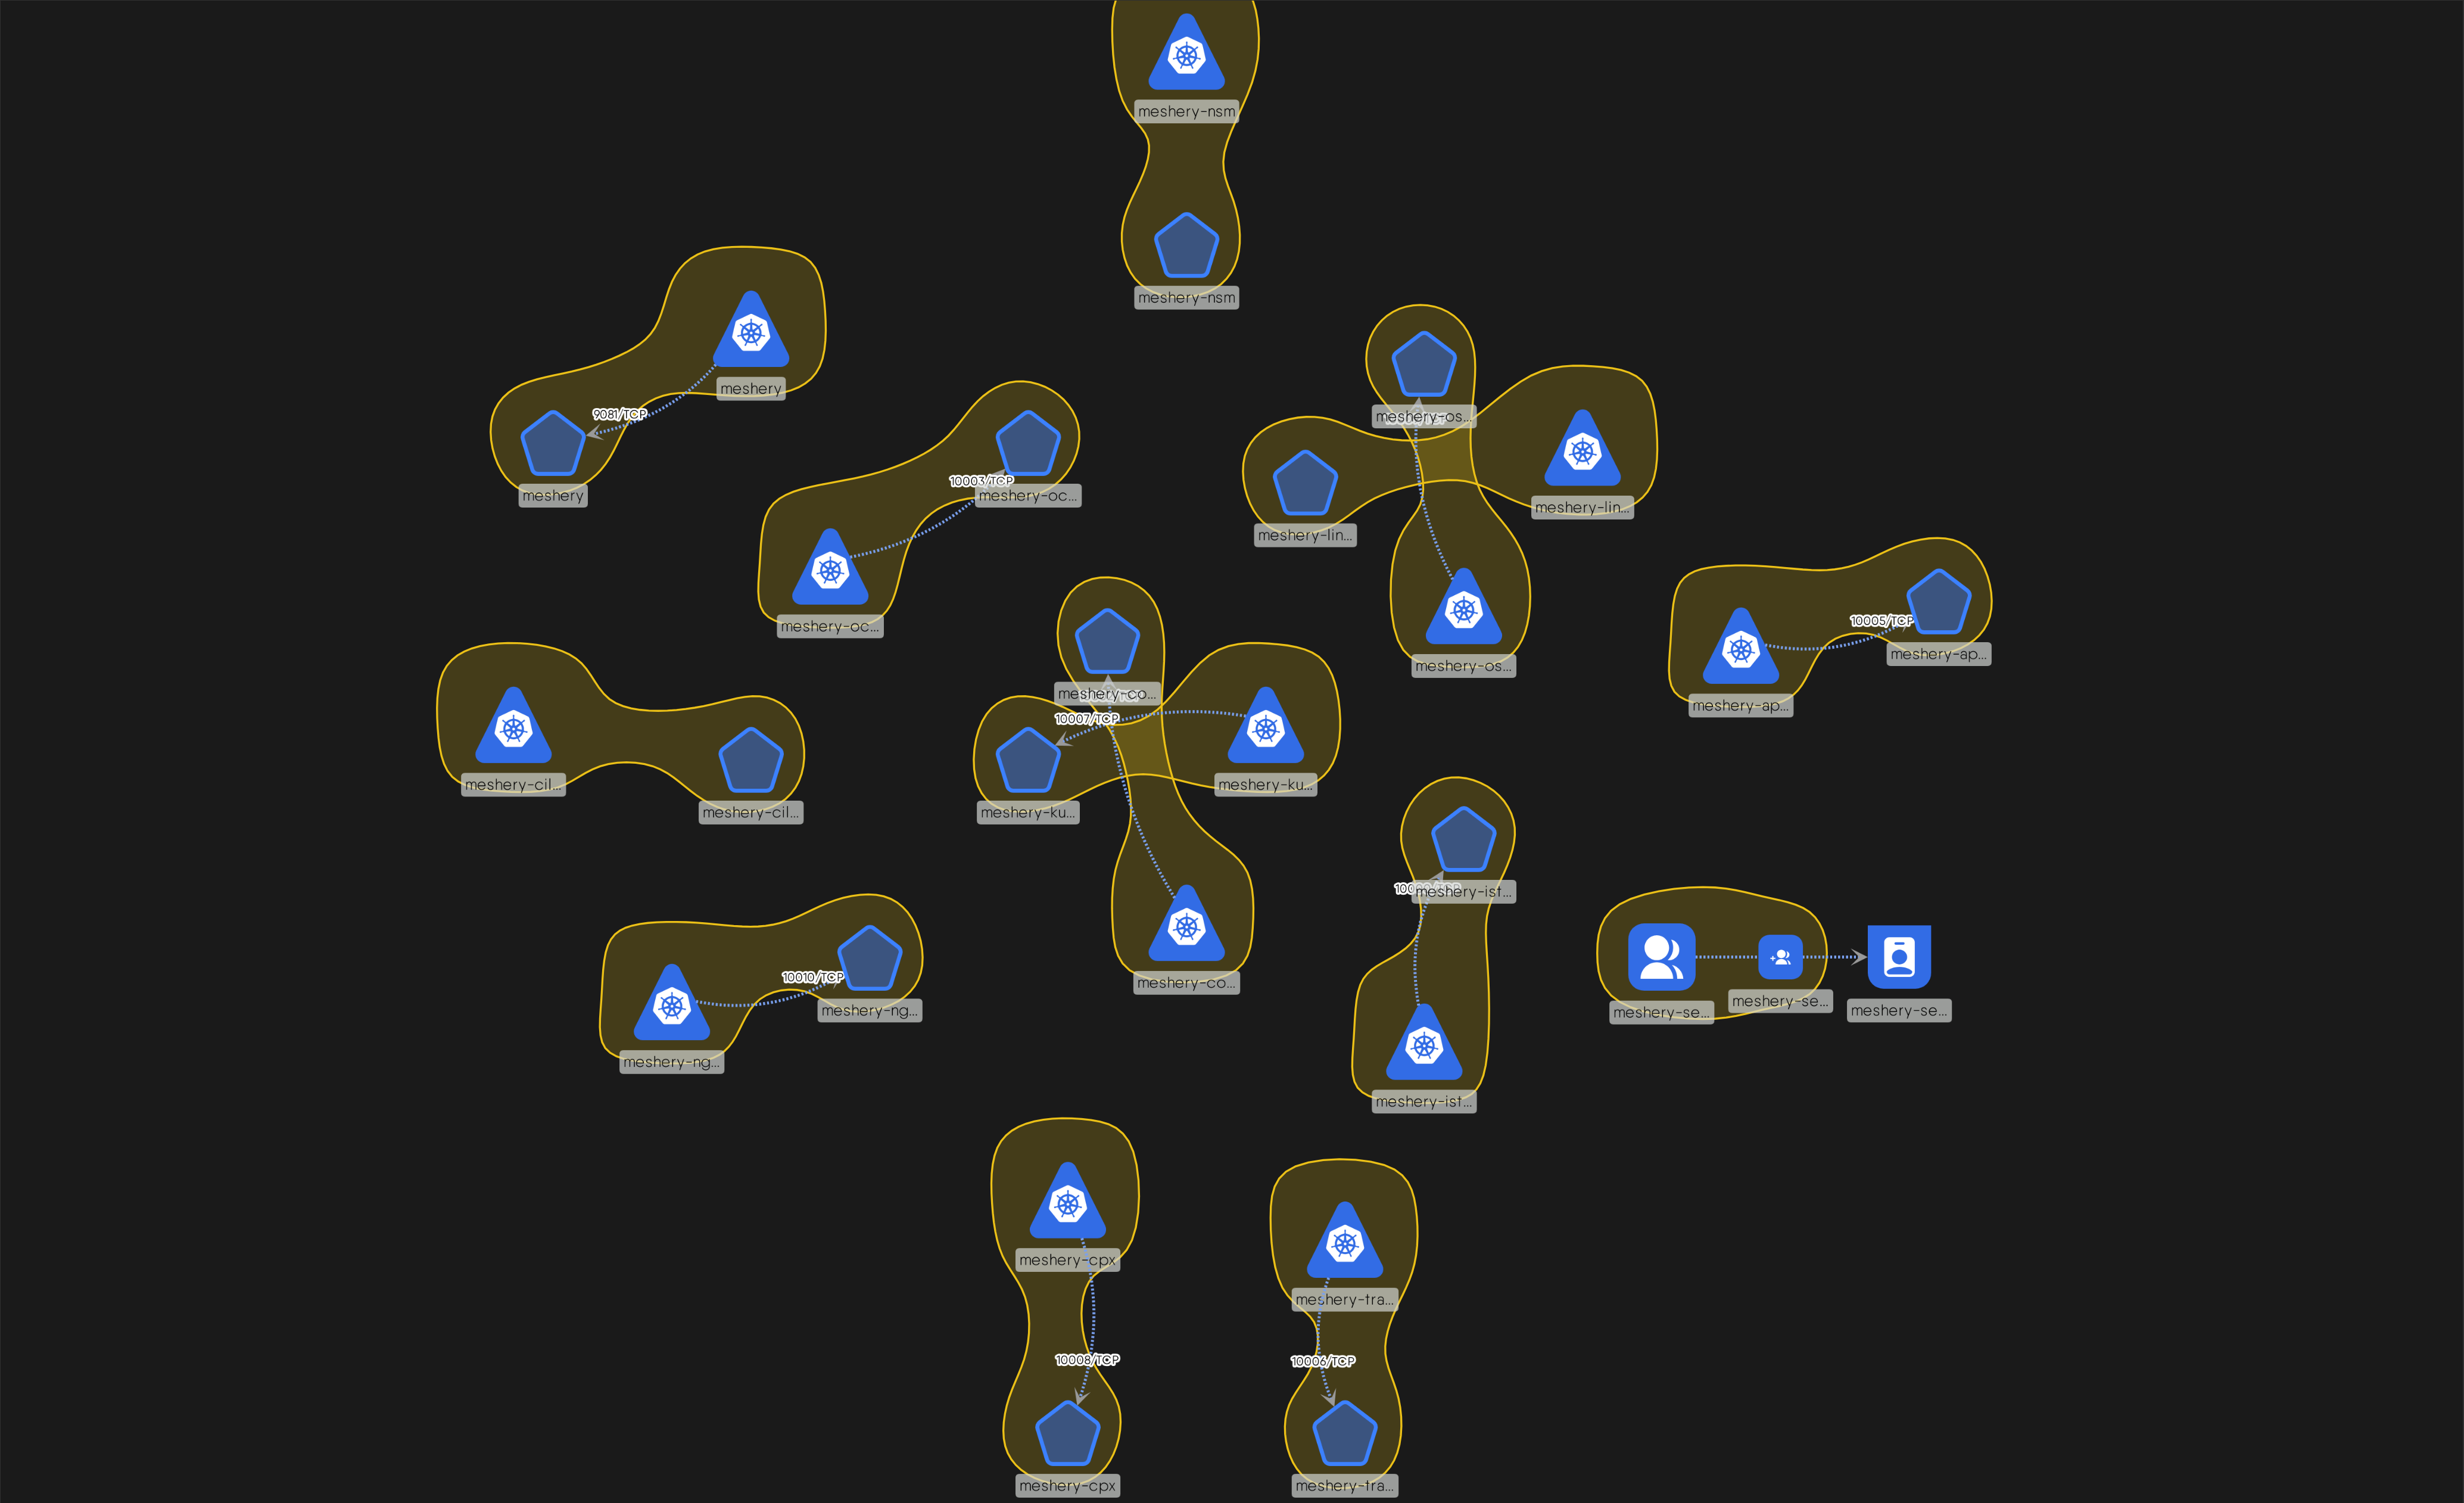 meshery-nsm
meshery-nsm
meshery
9081/TCP
meshery
meshery-oc...
10003/TCP
meshery-oc...
meshery-os...
meshery-lin...
meshery-lin...
meshery-os...
10005/TCP
meshery-ap...
meshery-ap...
meshery-co...
10007/TCP
meshery-ku...
meshery-ku...
meshery-cil...
meshery-cil...
meshery-co...
meshery-ist...
meshery-ist...
10010/TCP
meshery-ng...
meshery-ng...
meshery-se...
meshery-se...
meshery-se...
meshery-cpx
10008/TCP
meshery-cpx
meshery-tra...
10006/TCP
meshery-tra...